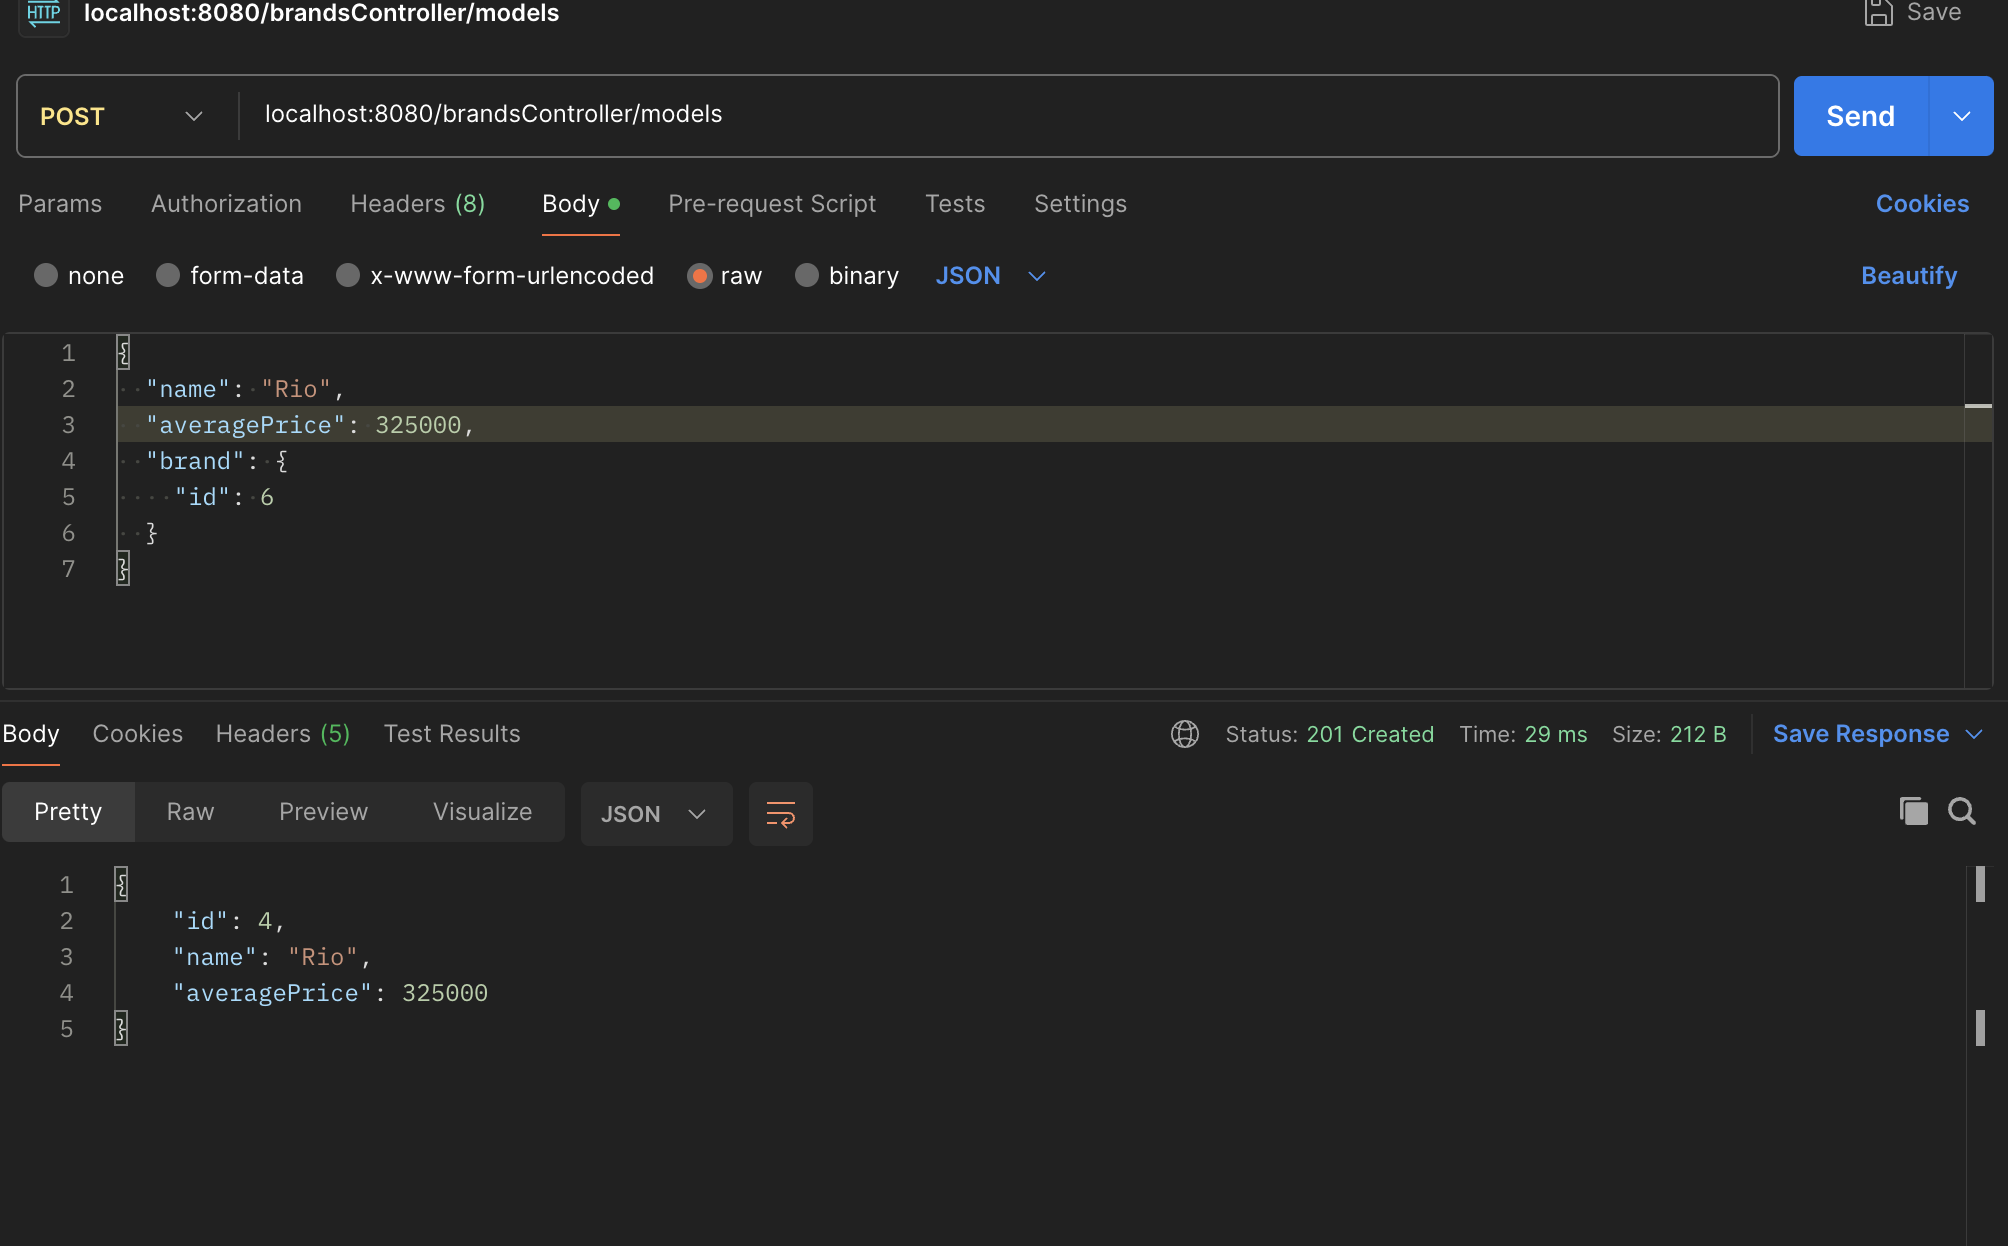 HTTP localhost:8080/brandsController/models Save
POST localhost:8080/brandsController/models Send
Params Authorization Headers (8) Body Pre-request Script Tests Settings Cookies
none form-data x-www-form-urlencoded raw binary JSON Beautify
1 {
2 "name": "Rio",
3 "averagePrice": 325000,
4 "brand": {
5 "id": 6
6 }
7 }
Body Cookies Headers (5) Test Results Status: 201 Created Time: 29 ms Size: 212 B Save Response
Pretty Raw Preview Visualize JSON
1 {
2 "id": 4,
3 "name": "Rio",
4 "averagePrice": 325000
5 }